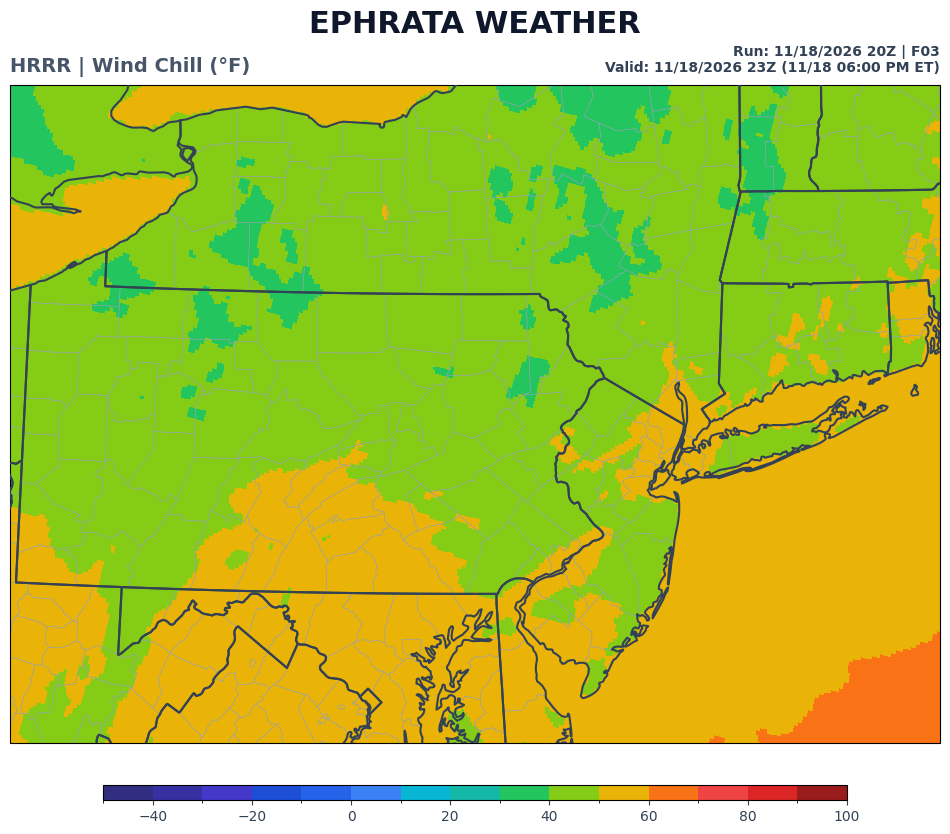 EPHRATA WEATHER
HRRR | Wind Chill (°F)
Run: 11/18/2026 20Z | F03
Valid: 11/18/2026 23Z (11/18 06:00 PM ET)
−40 −20 0 20 40 60 80 100